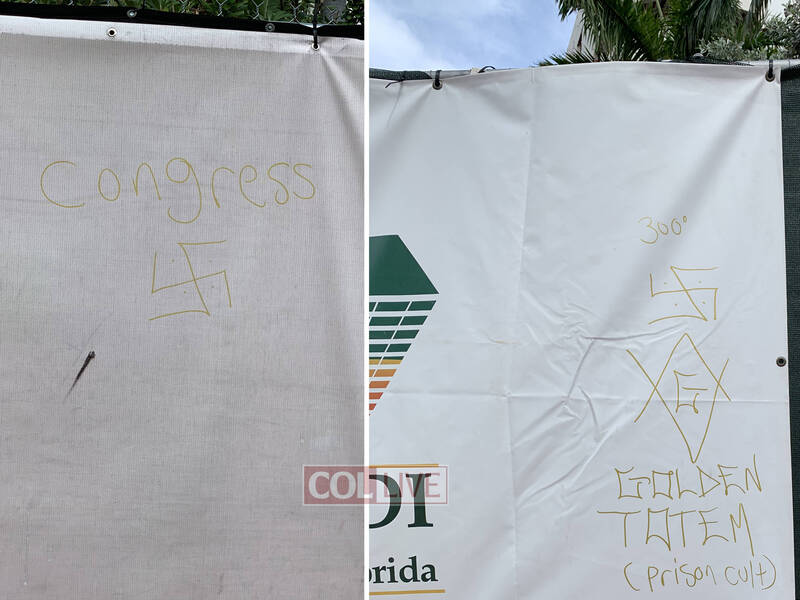 Congress
300°
G
GOLDEN
TOTEM
(prison cult)
COLLIVE
DI
orida